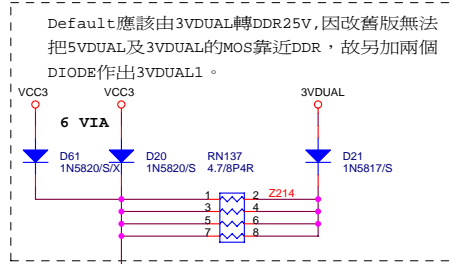 Default應該由3VDUAL轉DDR25V,因改舊版無法
把5VDUAL及3VDUAL的MOS靠近DDR，故另加兩個
DIODE作出3VDUAL1。
VCC3 VCC3 3VDUAL
6 VIA
D61 D20 RN137 D21
1N5820/S/X 1N5820/S 4.7/8P4R 1N5817/S
1 2 Z214
3 4
5 6
7 8